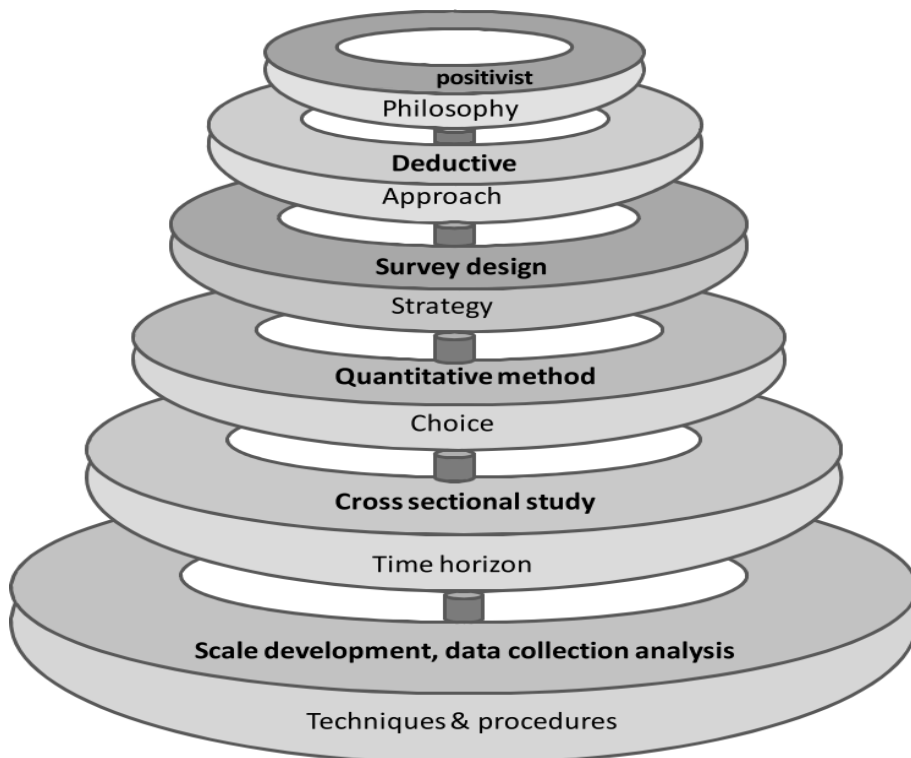 positivist
Philosophy
Deductive
Approach
Survey design
Strategy
Quantitative method
Choice
Cross sectional study
Time horizon
Scale development, data collection analysis
Techniques & procedures